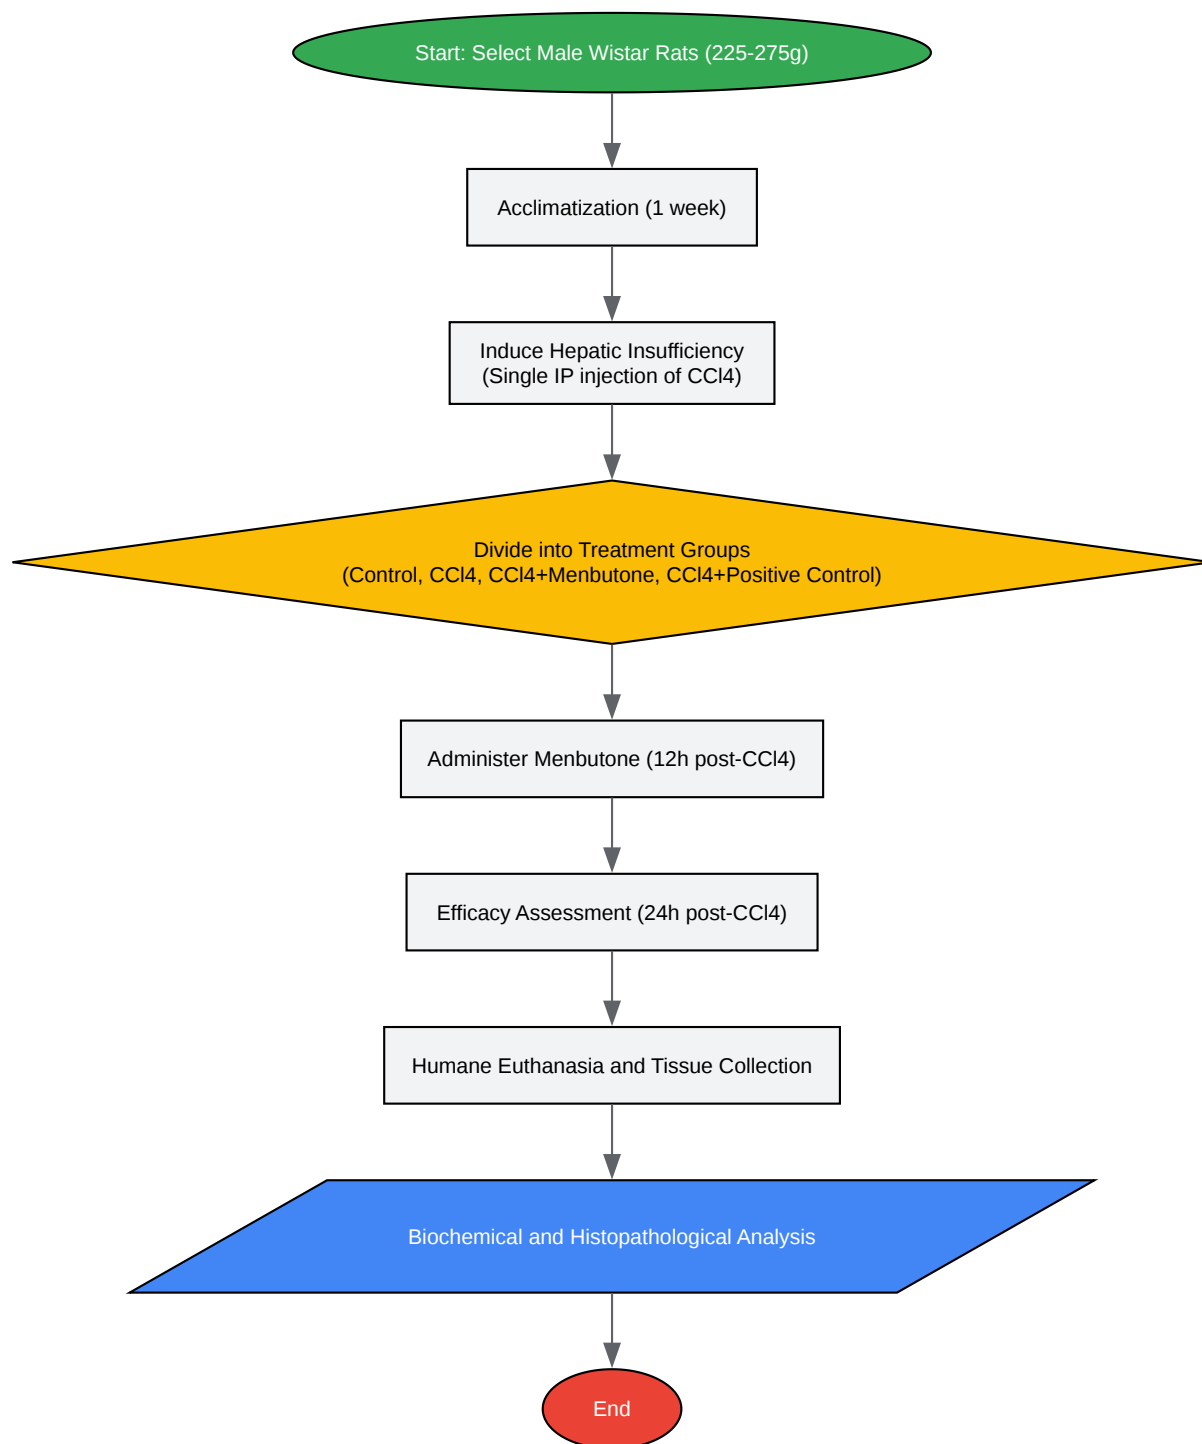 Start: Select Male Wistar Rats (225-275g)
Acclimatization (1 week)
Induce Hepatic Insufficiency
(Single IP injection of CCl4)
Divide into Treatment Groups
(Control, CCl4, CCl4+Menbutone, CCl4+Positive Control)
Administer Menbutone (12h post-CCl4)
Efficacy Assessment (24h post-CCl4)
Humane Euthanasia and Tissue Collection
Biochemical and Histopathological Analysis
End